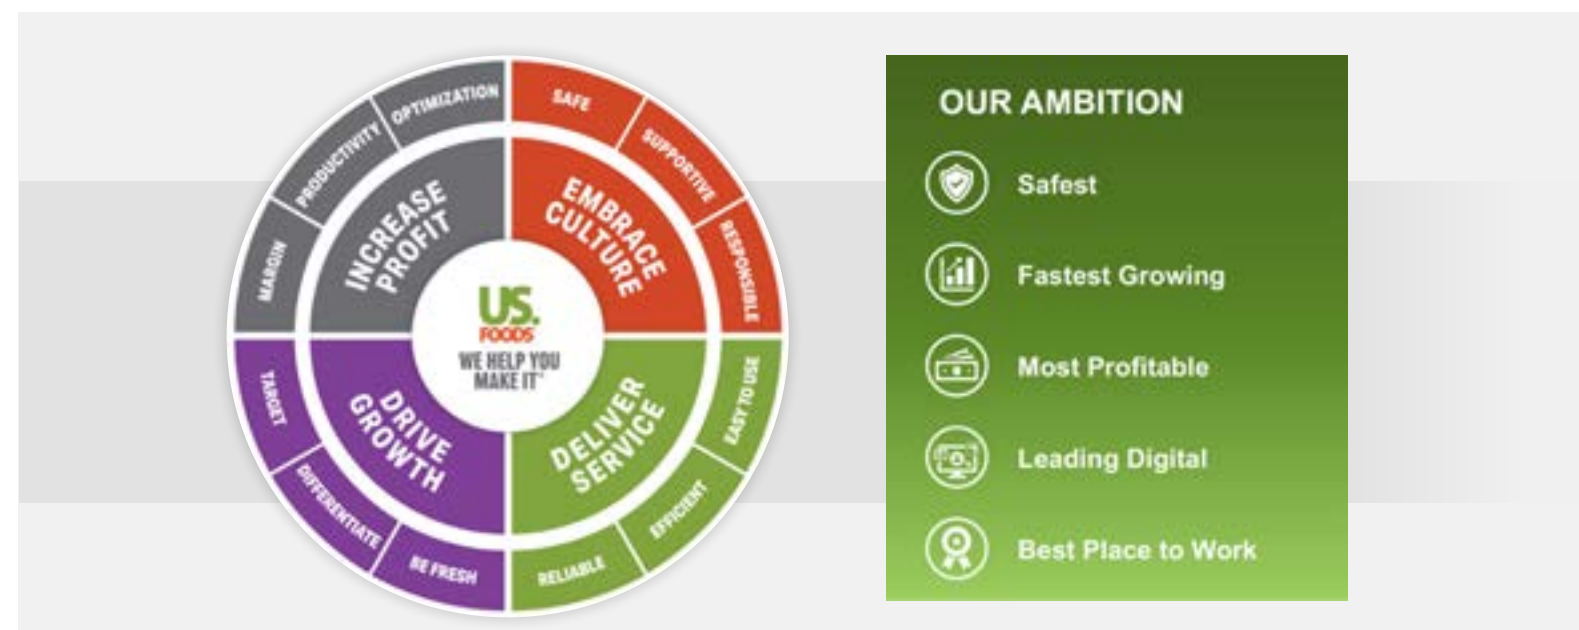 OPTIMIZATION
PRODUCTIVITY
MARGIN
INCREASE
PROFIT
SAFE
SUPPORTIVE
RESPONSIBLE
EMBRACE
CULTURE
US.
FOODS
WE HELP YOU
MAKE IT
TARGET
DIFFERENTIATE
BE FRESH
DRIVE
GROWTH
EASY TO USE
EFFICIENT
RELIABLE
DELIVER
SERVICE
OUR AMBITION
Safest
Fastest Growing
Most Profitable
Leading Digital
Best Place to Work